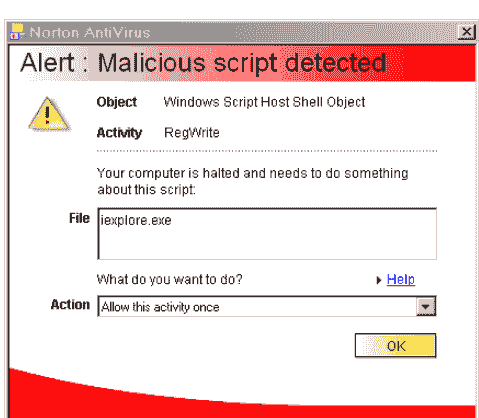 Norton AntiVirus
Alert : Malicious script detected
Object Windows Script Host Shell Object
Activity RegWrite
Your computer is halted and needs to do something
about this script:
File iexplore.exe
What do you want to do? Help
Action Allow this activity once
OK